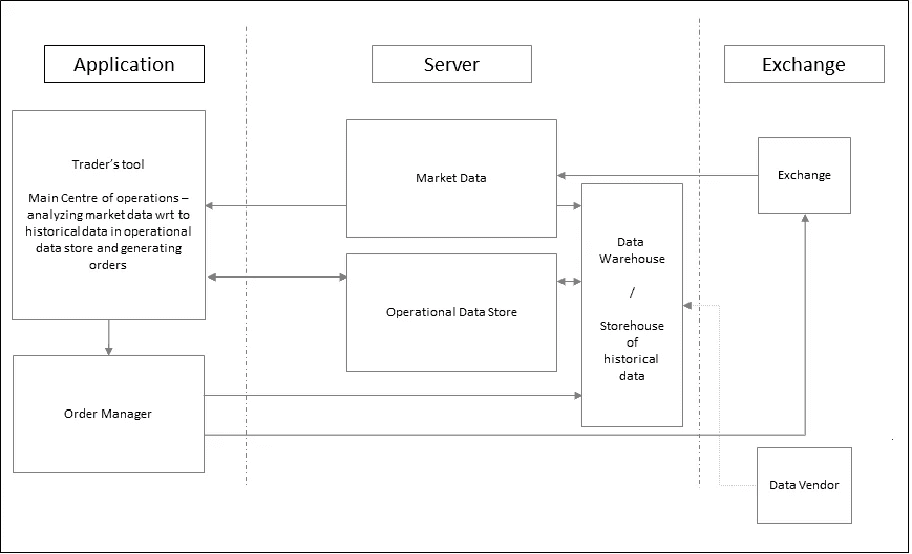 Application
Server
Exchange
Trader's tool
Main Centre of operations –
analyzing market data wrt to
historical data in operational
data store and generating
orders
Market Data
Exchange
Data
Warehouse
/
Storehouse
of
historical
data
Operational Data Store
Order Manager
Data Vendor